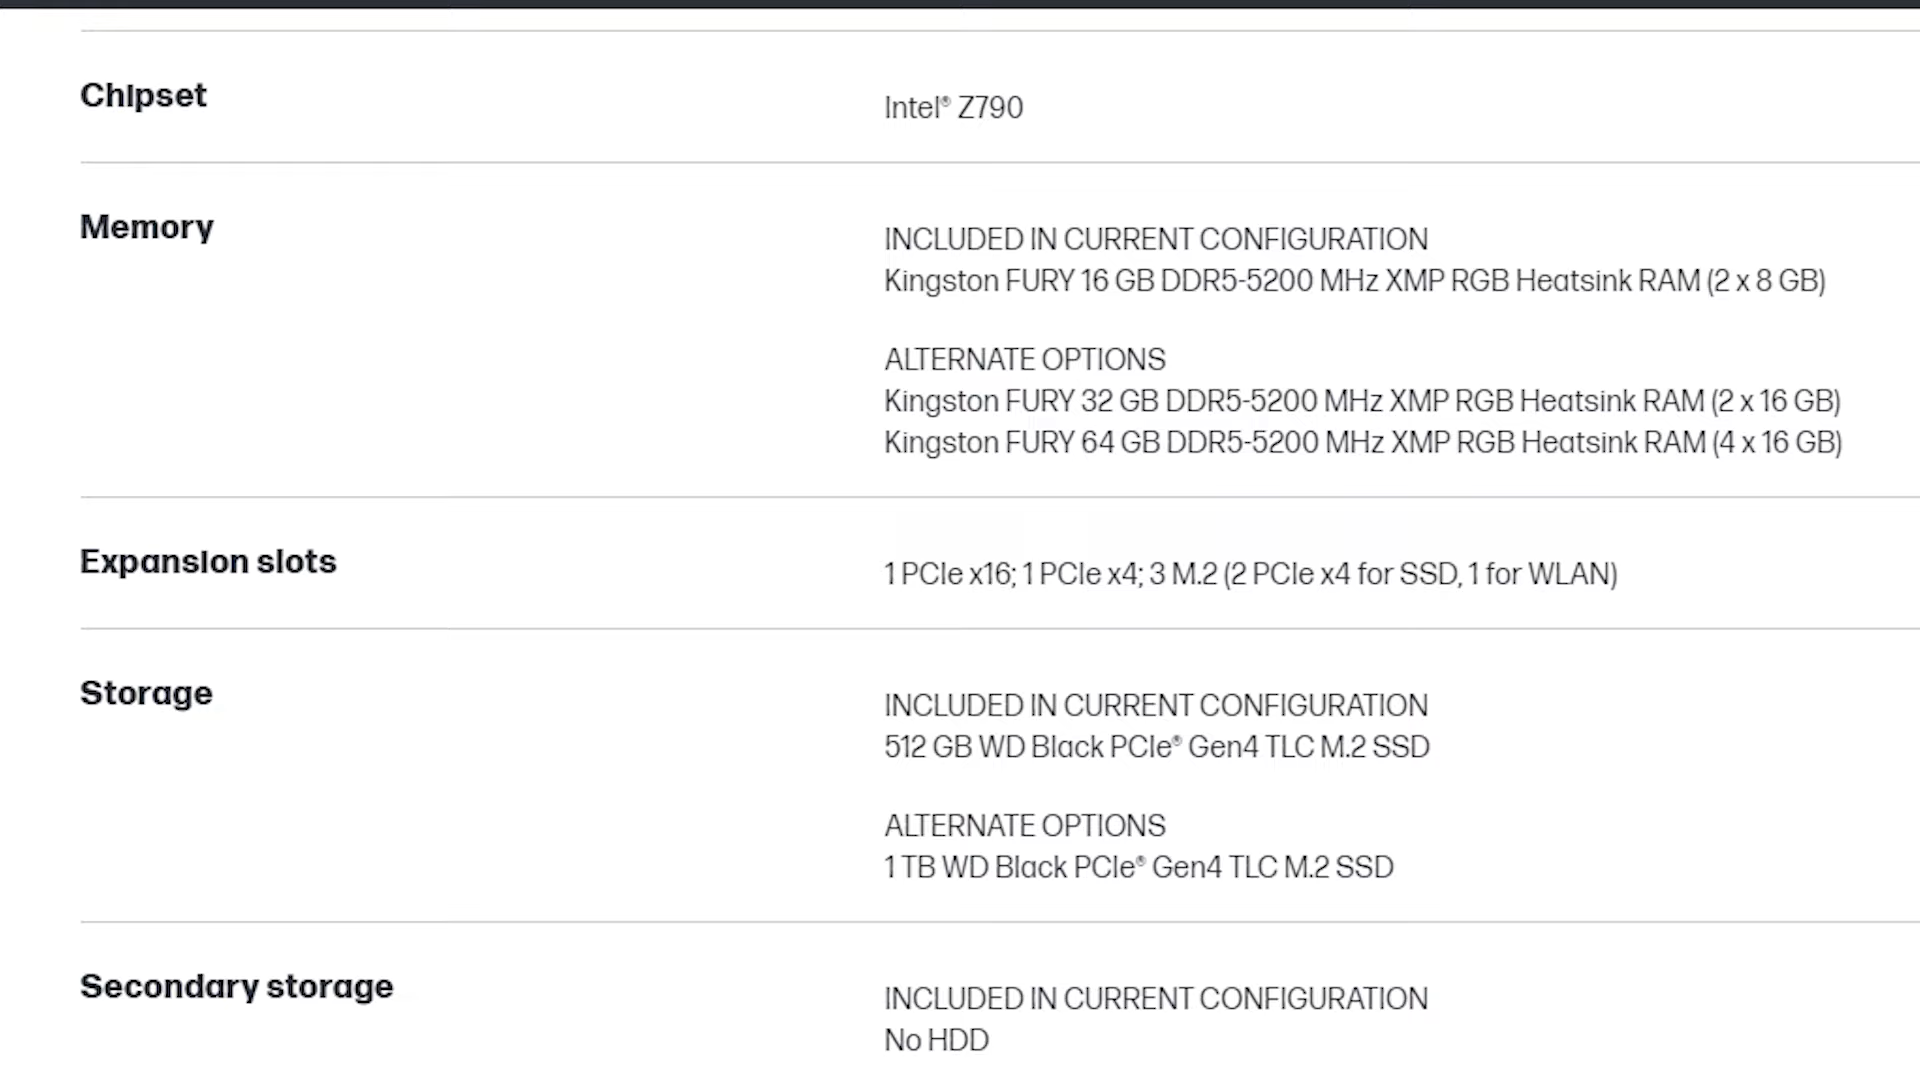 Chipset
Intel® Z790
Memory
INCLUDED IN CURRENT CONFIGURATION
Kingston FURY 16 GB DDR5-5200 MHz XMP RGB Heatsink RAM (2 x 8 GB)
ALTERNATE OPTIONS
Kingston FURY 32 GB DDR5-5200 MHz XMP RGB Heatsink RAM (2 x 16 GB)
Kingston FURY 64 GB DDR5-5200 MHz XMP RGB Heatsink RAM (4 x 16 GB)
Expansion slots
1 PCIe x16; 1 PCIe x4; 3 M.2 (2 PCIe x4 for SSD, 1 for WLAN)
Storage
INCLUDED IN CURRENT CONFIGURATION
512 GB WD Black PCIe® Gen4 TLC M.2 SSD
ALTERNATE OPTIONS
1 TB WD Black PCIe® Gen4 TLC M.2 SSD
Secondary storage
INCLUDED IN CURRENT CONFIGURATION
No HDD